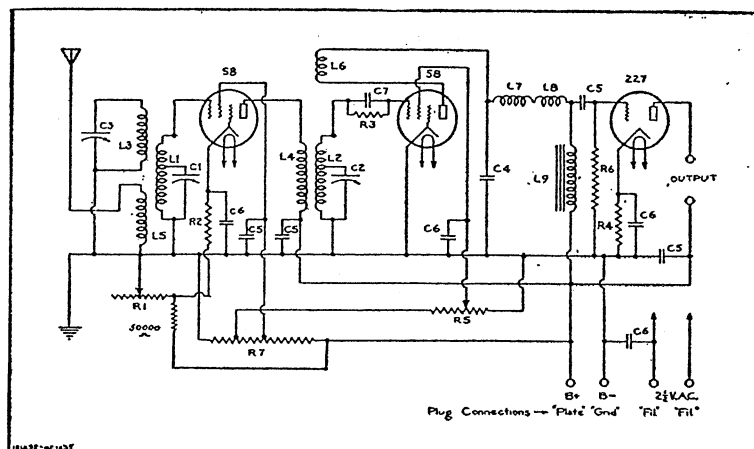 L6
58
58
L7 L8 C5 227
C7
C3
L3
L1
C1
R3
L4
L2
C2
C4
L9
R6
OUTPUT
L5
R2
C6
C5
C5
C6
R4
C6
C5
R1
50000
R5
R7
C6
B+ B- 2½V.A.C.
Plug Connections — "Plate" "Gnd" "Fil" "Fil"